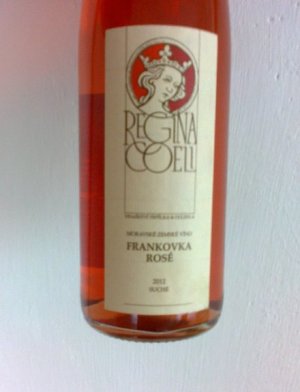 REGINA
COELI
MORAVSKÉ ZEMSKÉ VÍNO
FRANKOVKA
ROSÉ
2012
SUCHÉ